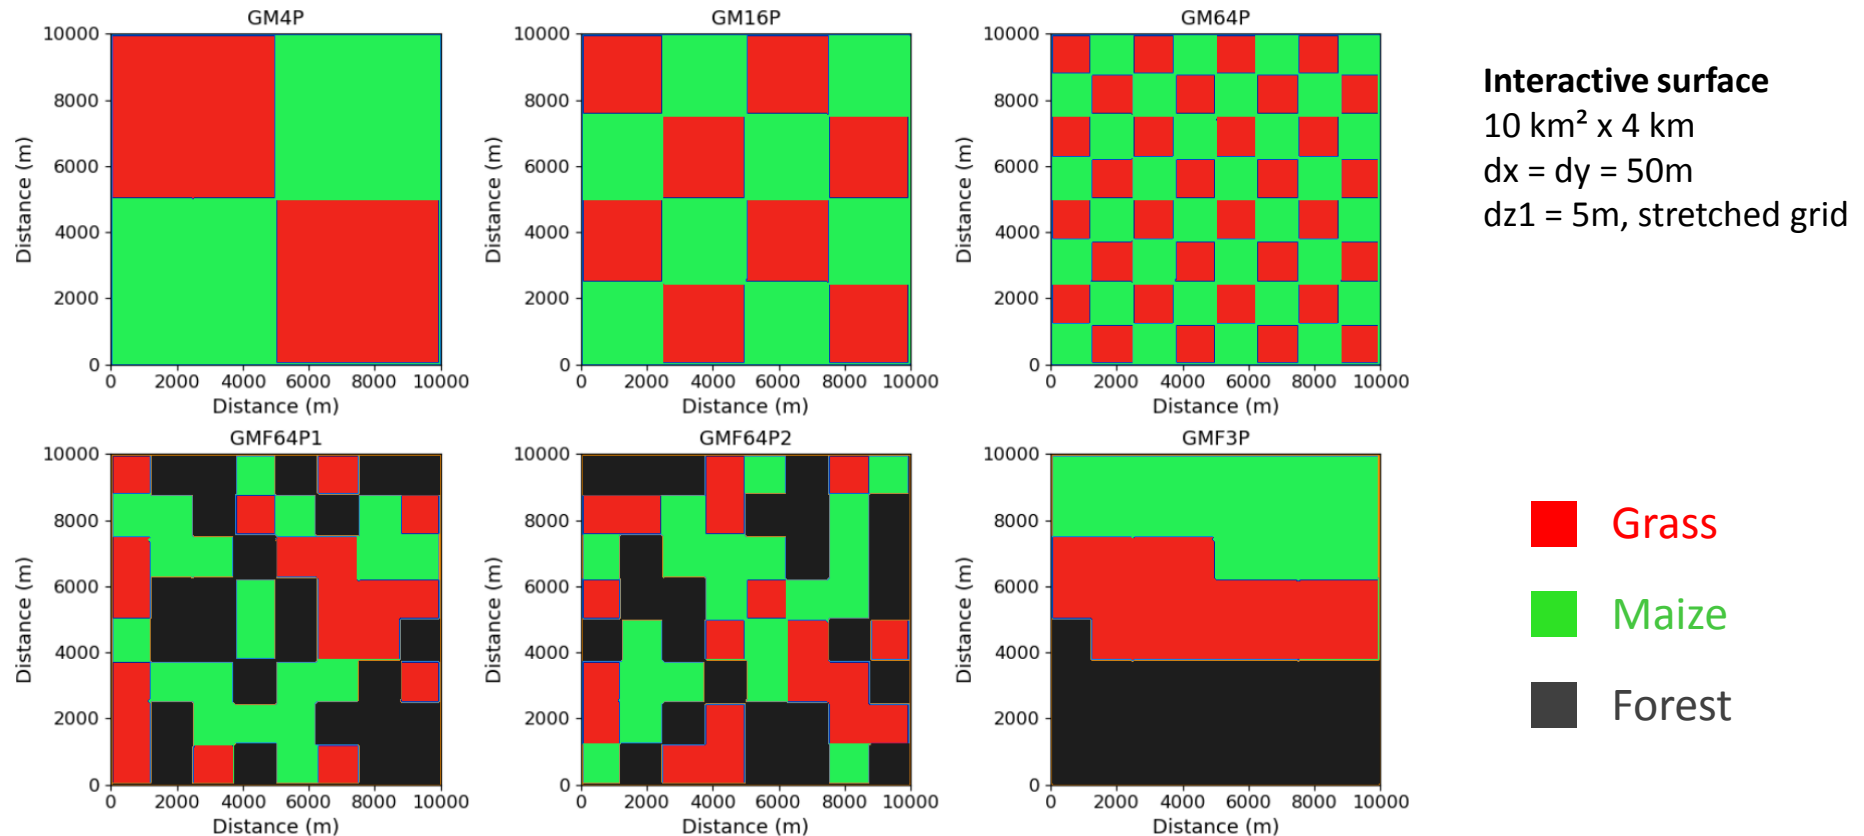 GM4P
10000
8000
6000
4000
2000
0
Distance (m)
0 2000 4000 6000 8000 10000
Distance (m)
GM16P
10000
8000
6000
4000
2000
0
Distance (m)
0 2000 4000 6000 8000 10000
Distance (m)
GM64P
10000
8000
6000
4000
2000
0
Distance (m)
0 2000 4000 6000 8000 10000
Distance (m)
Interactive surface
10 km² x 4 km
dx = dy = 50m
dz1 = 5m, stretched grid
GMF64P1
10000
8000
6000
4000
2000
0
Distance (m)
0 2000 4000 6000 8000 10000
Distance (m)
GMF64P2
10000
8000
6000
4000
2000
0
Distance (m)
0 2000 4000 6000 8000 10000
Distance (m)
GMF3P
10000
8000
6000
4000
2000
0
Distance (m)
0 2000 4000 6000 8000 10000
Distance (m)
Grass
Maize
Forest